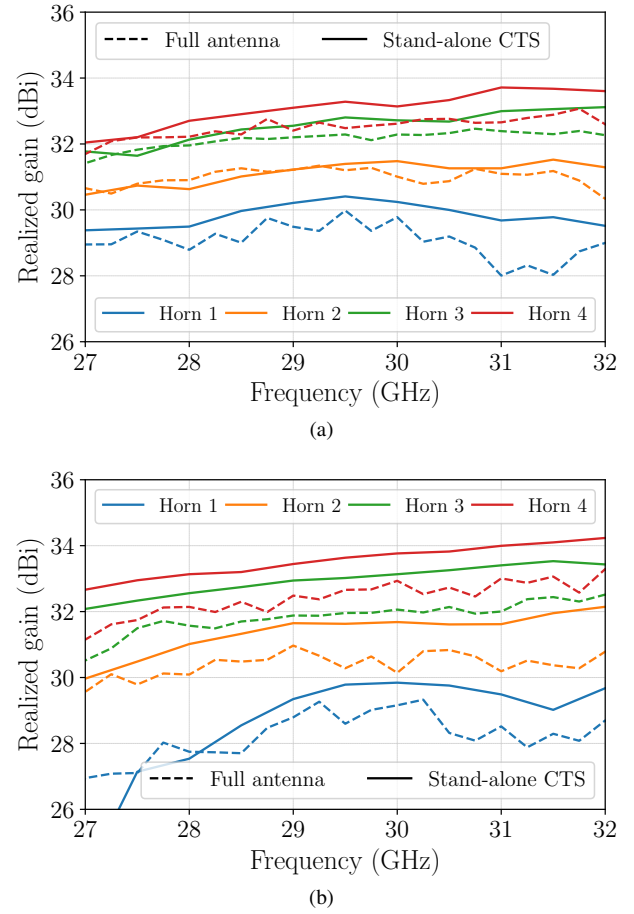 36
34
32
30
28
26
Realized gain (dBi)
Full antenna Stand-alone CTS
Horn 1 Horn 2 Horn 3 Horn 4
27 28 29 30 31 32
Frequency (GHz)
(a)
36
34
32
30
28
26
Realized gain (dBi)
Horn 1 Horn 2 Horn 3 Horn 4
Full antenna Stand-alone CTS
27 28 29 30 31 32
Frequency (GHz)
(b)